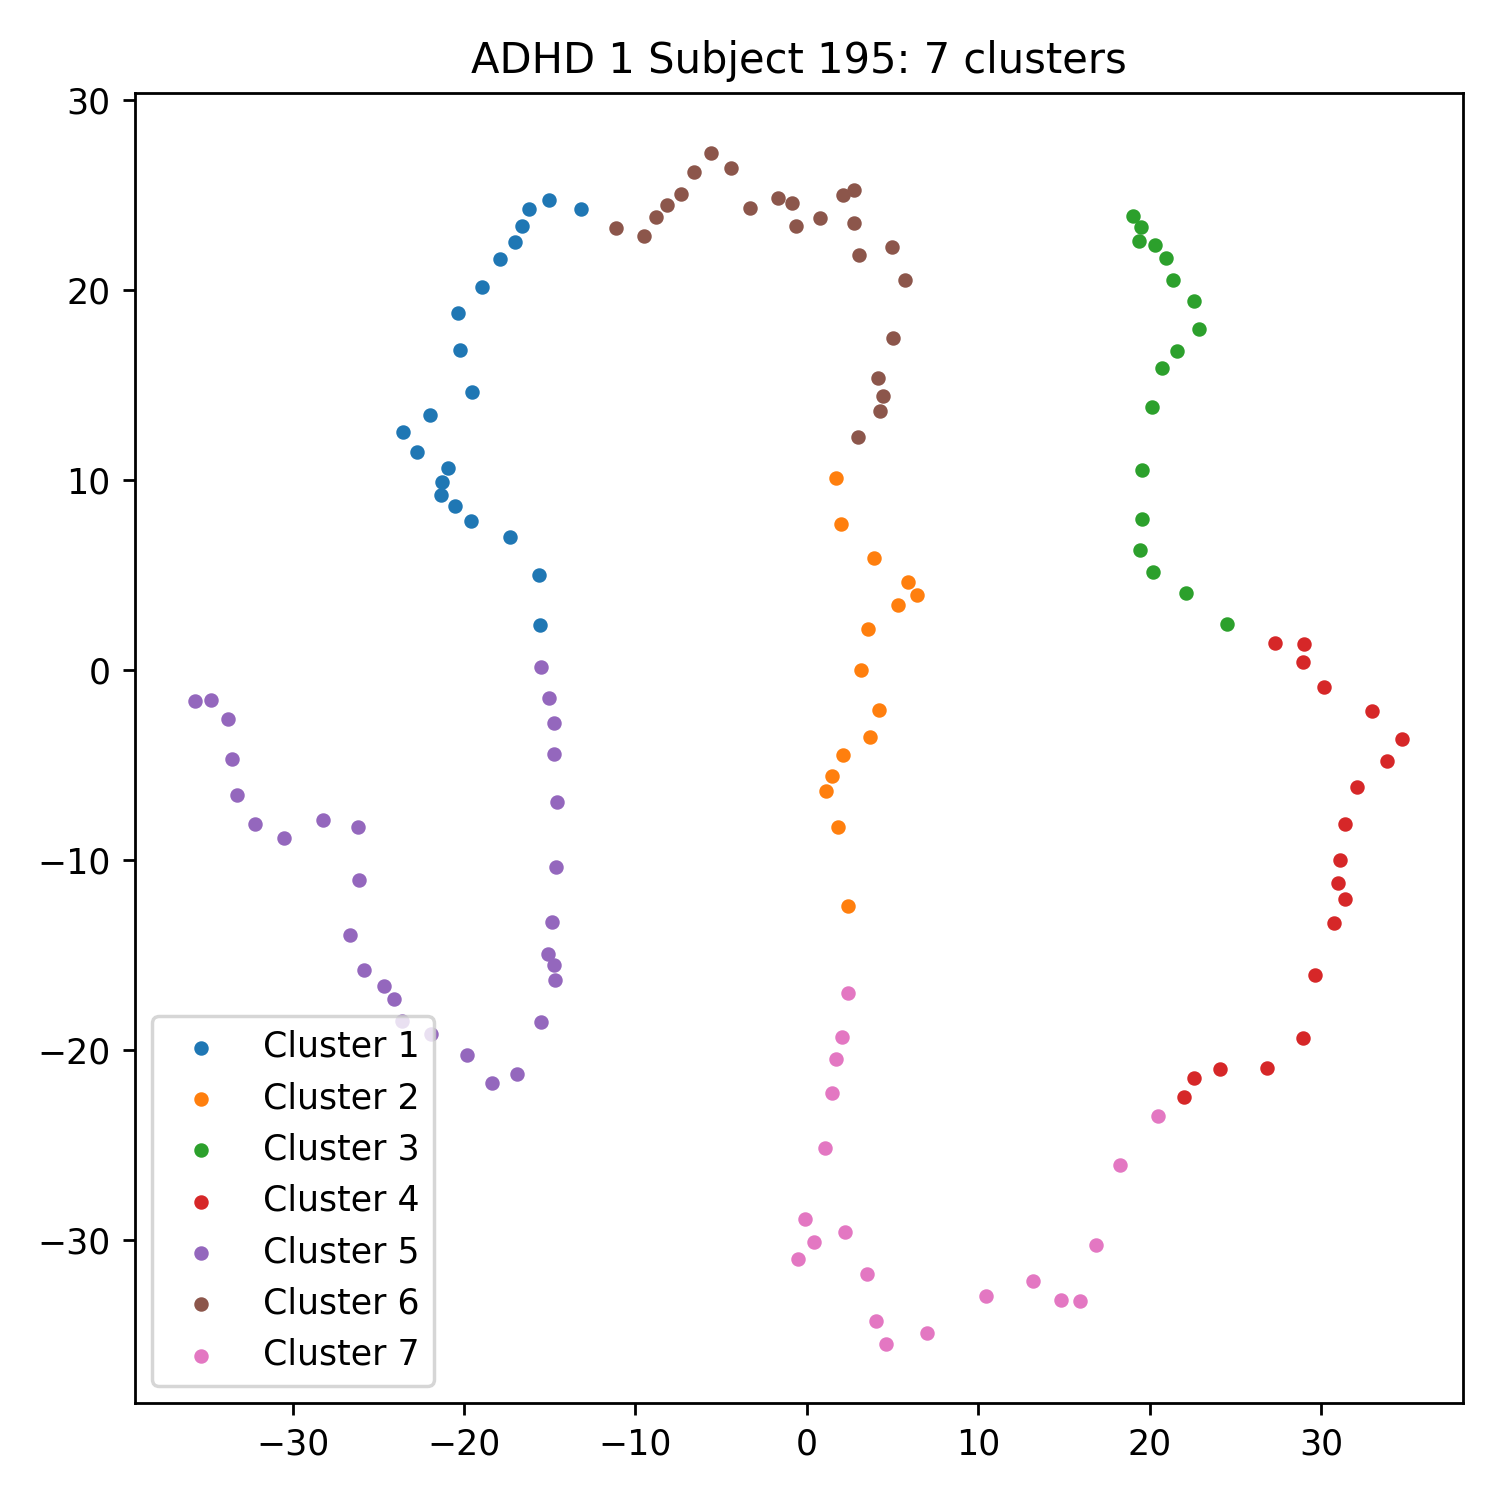 ADHD 1 Subject 195: 7 clusters
30
20
10
0
−10
−20
−30
Cluster 1
Cluster 2
Cluster 3
Cluster 4
Cluster 5
Cluster 6
Cluster 7
−30 −20 −10 0 10 20 30